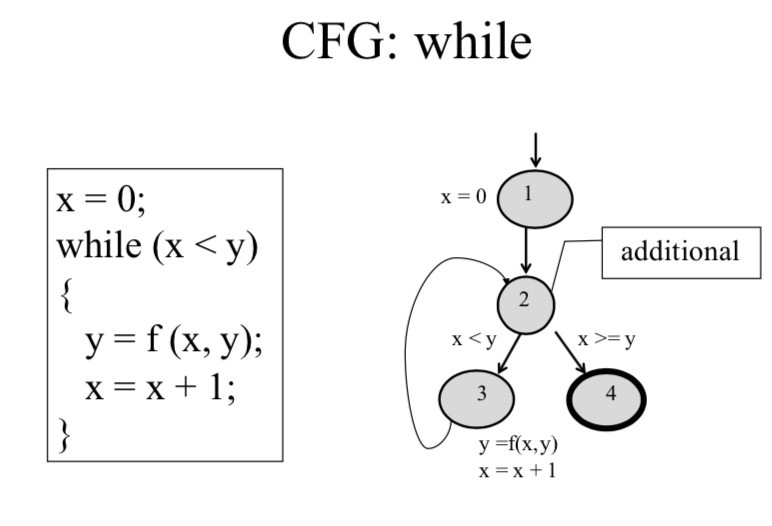 CFG: while
x = 0;
while (x < y)
{
y = f (x, y);
x = x + 1;
}
x = 0
1
additional
2
x < y
x >= y
3
4
y =f(x,y)
x = x + 1